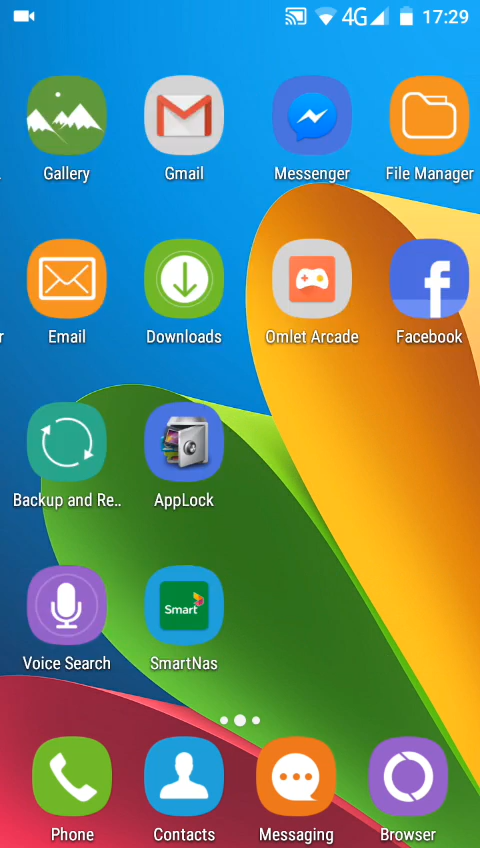 4G 17:29
Gallery
Gmail
Messenger
File Manager
r
Email
Downloads
Omlet Arcade
Facebook
Backup and Re..
AppLock
Smart
Voice Search
SmartNas
Phone
Contacts
Messaging
Browser